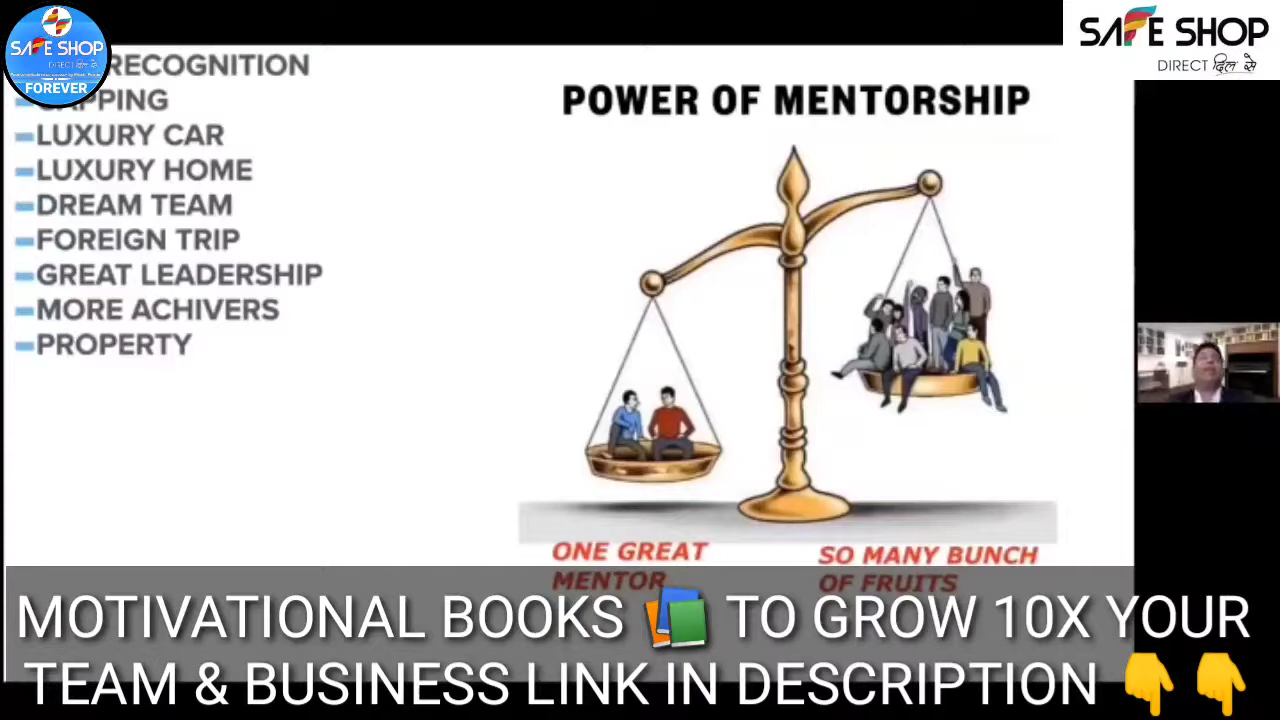 SAFE SHOP
DIRECT दिल से
FOREVER
SAFE SHOP
DIRECT दिल से
RECOGNITION
LUXURY CAR
LUXURY HOME
DREAM TEAM
FOREIGN TRIP
GREAT LEADERSHIP
MORE ACHIVERS
PROPERTY
POWER OF MENTORSHIP
ONE GREAT
MENTOR
SO MANY BUNCH
OF FRUITS
MOTIVATIONAL BOOKS 📚 TO GROW 10X YOUR
TEAM & BUSINESS LINK IN DESCRIPTION 👇👇